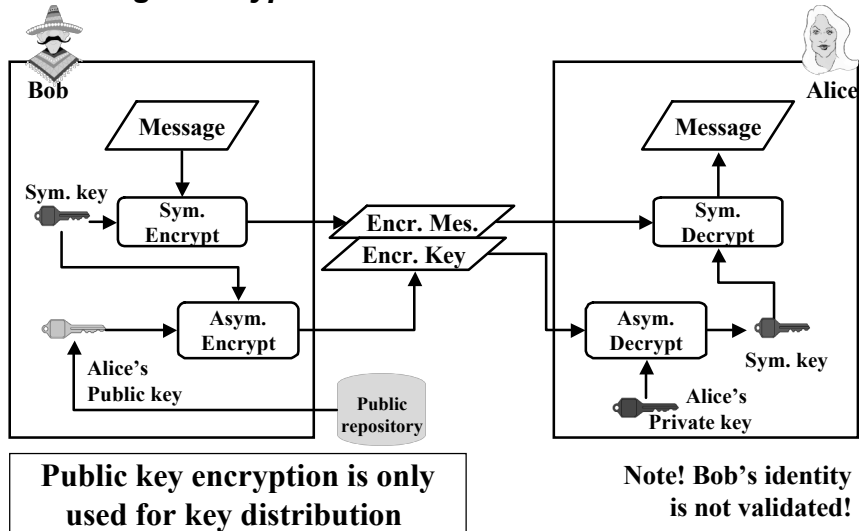 Bob
Alice
Message
Message
Sym. key
Sym.
Encrypt
Encr. Mes.
Encr. Key
Sym.
Decrypt
Asym.
Encrypt
Asym.
Decrypt
Sym. key
Alice's
Public key
Public
repository
Alice's
Private key
Public key encryption is only
used for key distribution
Note! Bob's identity
is not validated!